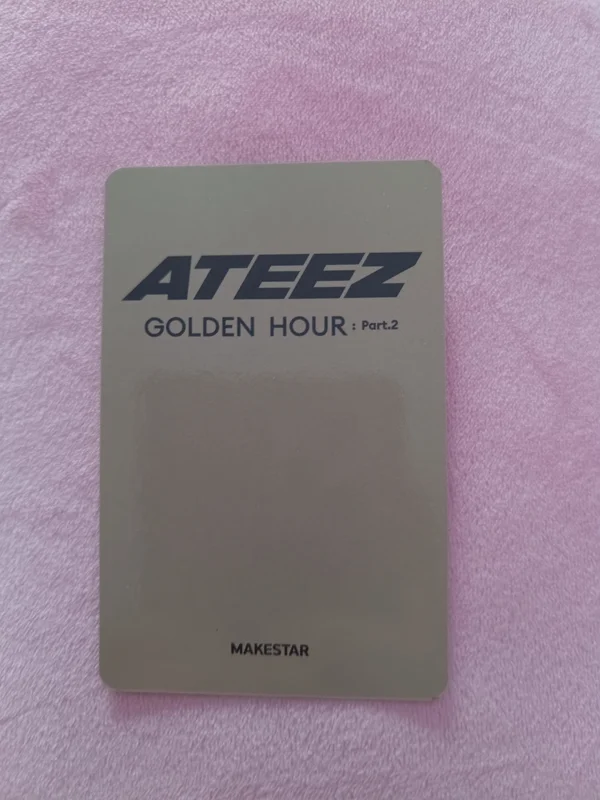 ATEEZ
GOLDEN HOUR : Part.2
MAKESTAR